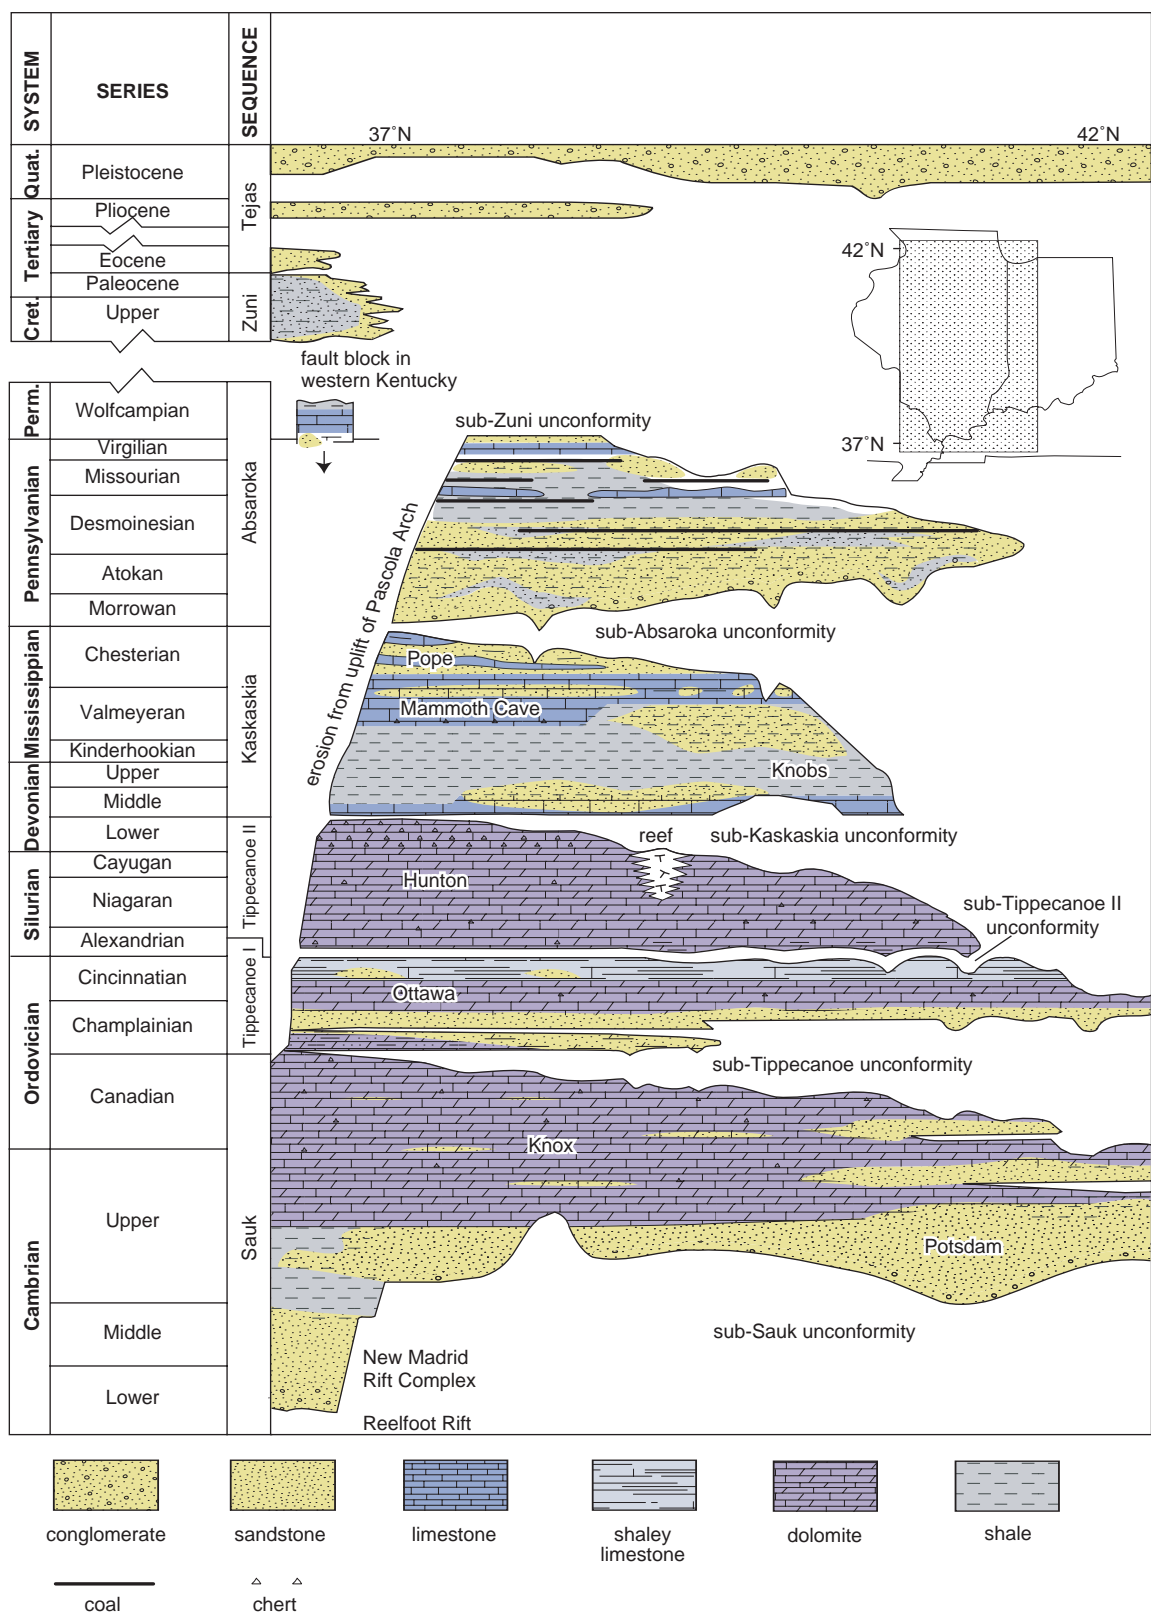 SYSTEM
SERIES
SEQUENCE
37°N
42°N
Quat.
Pleistocene
Tejas
Tertiary
Pliocene
Eocene
Paleocene
Zuni
Cret.
Upper
42°N
37°N
fault block in
western Kentucky
Perm.
Wolfcampian
sub-Zuni unconformity
Absaroka
Pennsylvanian
Virgilian
Missourian
Desmoinesian
Atokan
Morrowan
erosion from uplift of Pascola Arch
sub-Absaroka unconformity
Mississippian
Chesterian
Pope
Kaskaskia
Valmeyeran
Mammoth Cave
Kinderhookian
Devonian
Upper
Knobs
Middle
Lower
Tippecanoe II
reef
sub-Kaskaskia unconformity
Silurian
Cayugan
Hunton
Niagaran
sub-Tippecanoe II
unconformity
Alexandrian
Tippecanoe I
Ordovician
Cincinnatian
Ottawa
Champlainian
sub-Tippecanoe unconformity
Canadian
Knox
Sauk
Cambrian
Upper
Potsdam
Middle
sub-Sauk unconformity
New Madrid
Rift Complex
Lower
Reelfoot Rift
conglomerate
sandstone
limestone
shaley
limestone
dolomite
shale
coal
chert